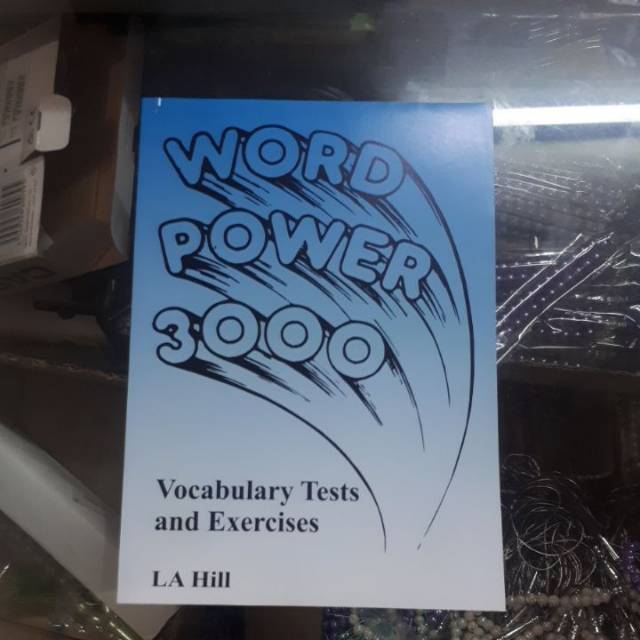 WORD
POWER
3000
Vocabulary Tests
and Exercises
LA Hill